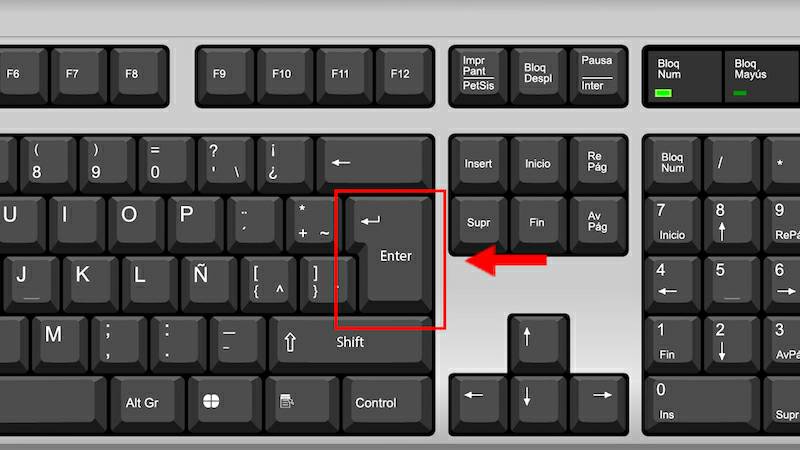 F6 F7 F8 F9 F10 F11 F12
Impr
Pant
PetSis
Bloq
Despl
Pausa
Inter
Bloq
Num
Bloq
Mayús
( ) = ? ¡
8 9 0 ' \ ¿ ←
Insert Inicio
Re
Pág
Bloq
Num
/ *
U I O P
¨
´
*
+ ~
↵
Enter
Supr Fin
Av
Pág
7
Inicio
8
↑
9
RePá
J K L Ñ
[
{ ^
]
}
4
←
5
_
6
→
M
;
,
:
.
_
–
⇧ Shift
↑
1
Fin
2
↓
3
AvPá
Alt Gr Control
← ↓ →
0
Ins
Supr